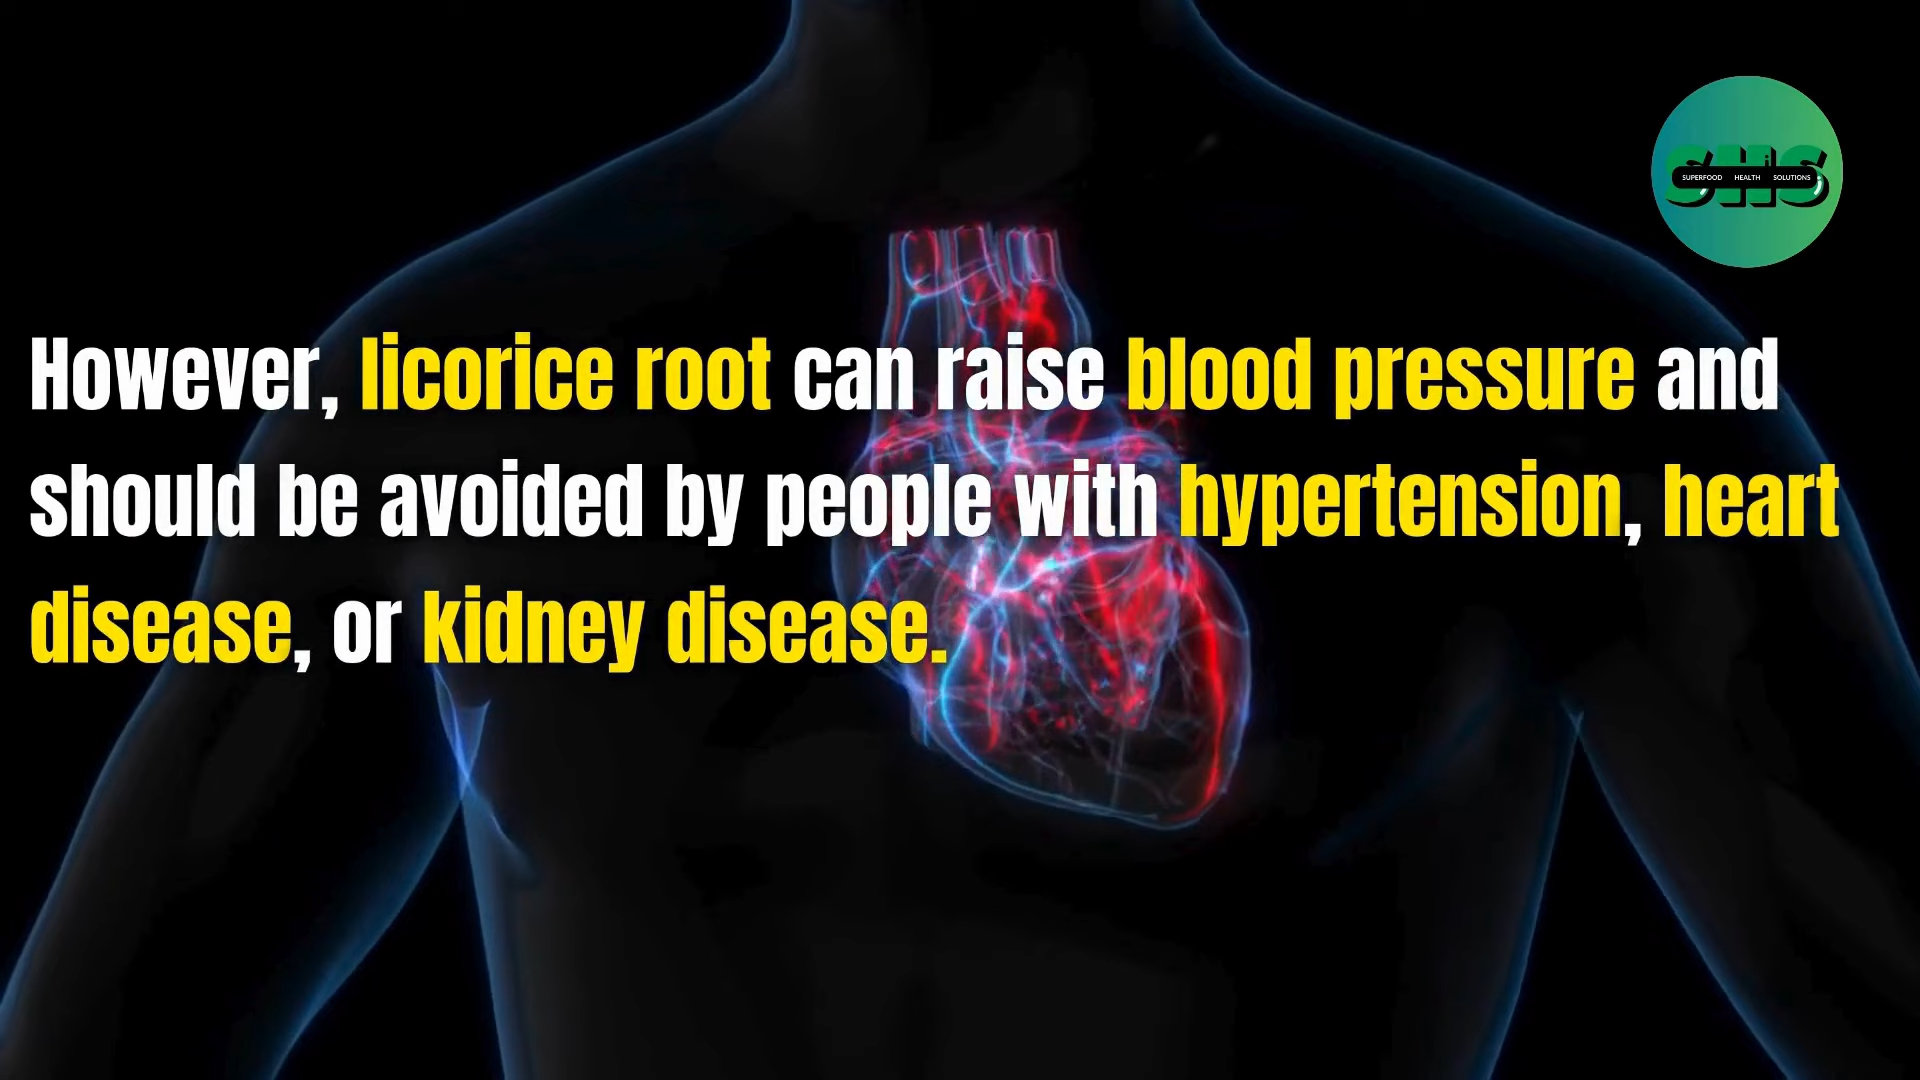 SHS
SUPERFOOD HEALTH SOLUTIONS
However, licorice root can raise blood pressure and
should be avoided by people with hypertension, heart
disease, or kidney disease.